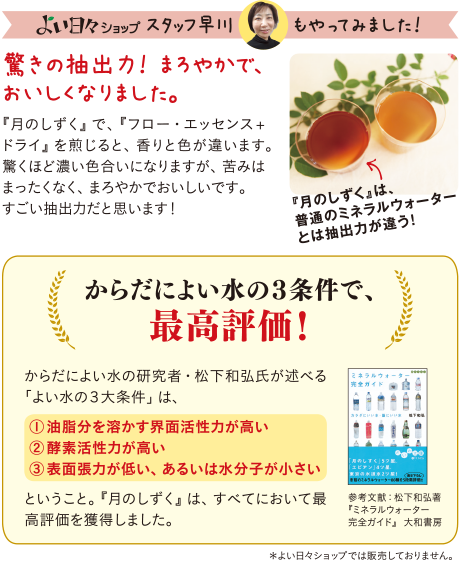 よい日々ショップ スタッフ早川 もやってみました！
驚きの抽出力！ まろやかで、
おいしくなりました。
『月のしずく』で、『フロー・エッセンス＋
ドライ』を煎じると、香りと色が違います。
驚くほど濃い色合いになりますが、苦みは
まったくなく、まろやかでおいしいです。
すごい抽出力だと思います！
『月のしずく』は、
普通のミネラルウォーター
とは抽出力が違う！
からだによい水の３条件で、
最高評価！
からだによい水の研究者・松下和弘氏が述べる
「よい水の３大条件」は、
①油脂分を溶かす界面活性力が高い
②酵素活性力が高い
③表面張力が低い、あるいは水分子が小さい
ということ。『月のしずく』は、すべてにおいて最
高評価を獲得しました。
ミネラルウォーター
完全ガイド
松下和弘
参考文献：松下和弘著
『ミネラルウォーター
完全ガイド』 大和書房
＊よい日々ショップでは販売しておりません。